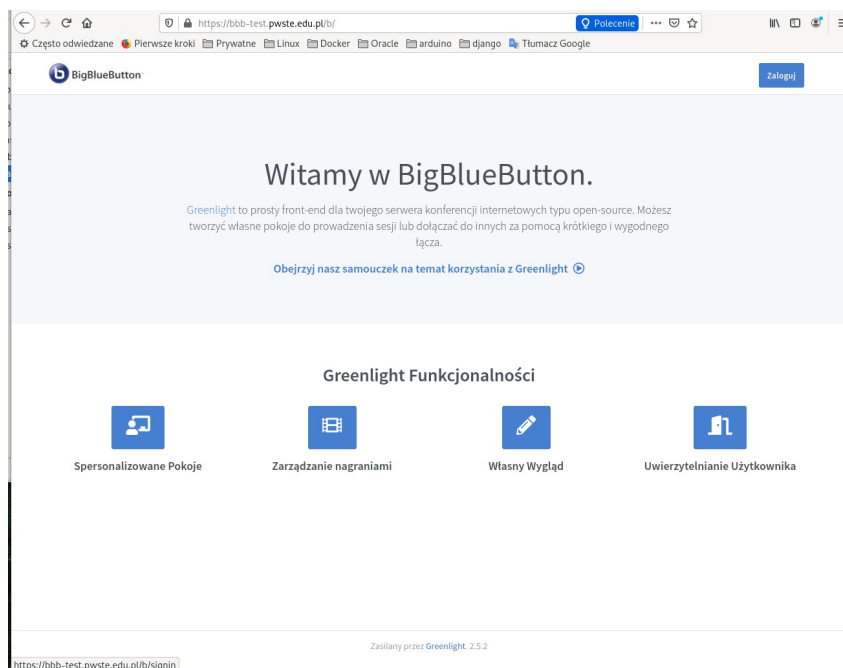 https://bbb-test.pwste.edu.pl/b/
Polecenie
Często odwiedzane Pierwsze kroki Prywatne Linux Docker Oracle arduino django Tłumacz Google
b BigBlueButton
Zaloguj
Witamy w BigBlueButton.
Greenlight to prosty front-end dla twojego serwera konferencji internetowych typu open-source. Możesz
tworzyć własne pokoje do prowadzenia sesji lub dołączać do innych za pomocą krótkiego i wygodnego
łącza.
Obejrzyj nasz samouczek na temat korzystania z Greenlight
Greenlight Funkcjonalności
Spersonalizowane Pokoje Zarządzanie nagraniami Własny Wygląd Uwierzytelnianie Użytkownika
Zasilany przez Greenlight. 2.5.2
https://bbb-test.pwste.edu.pl/b/signin